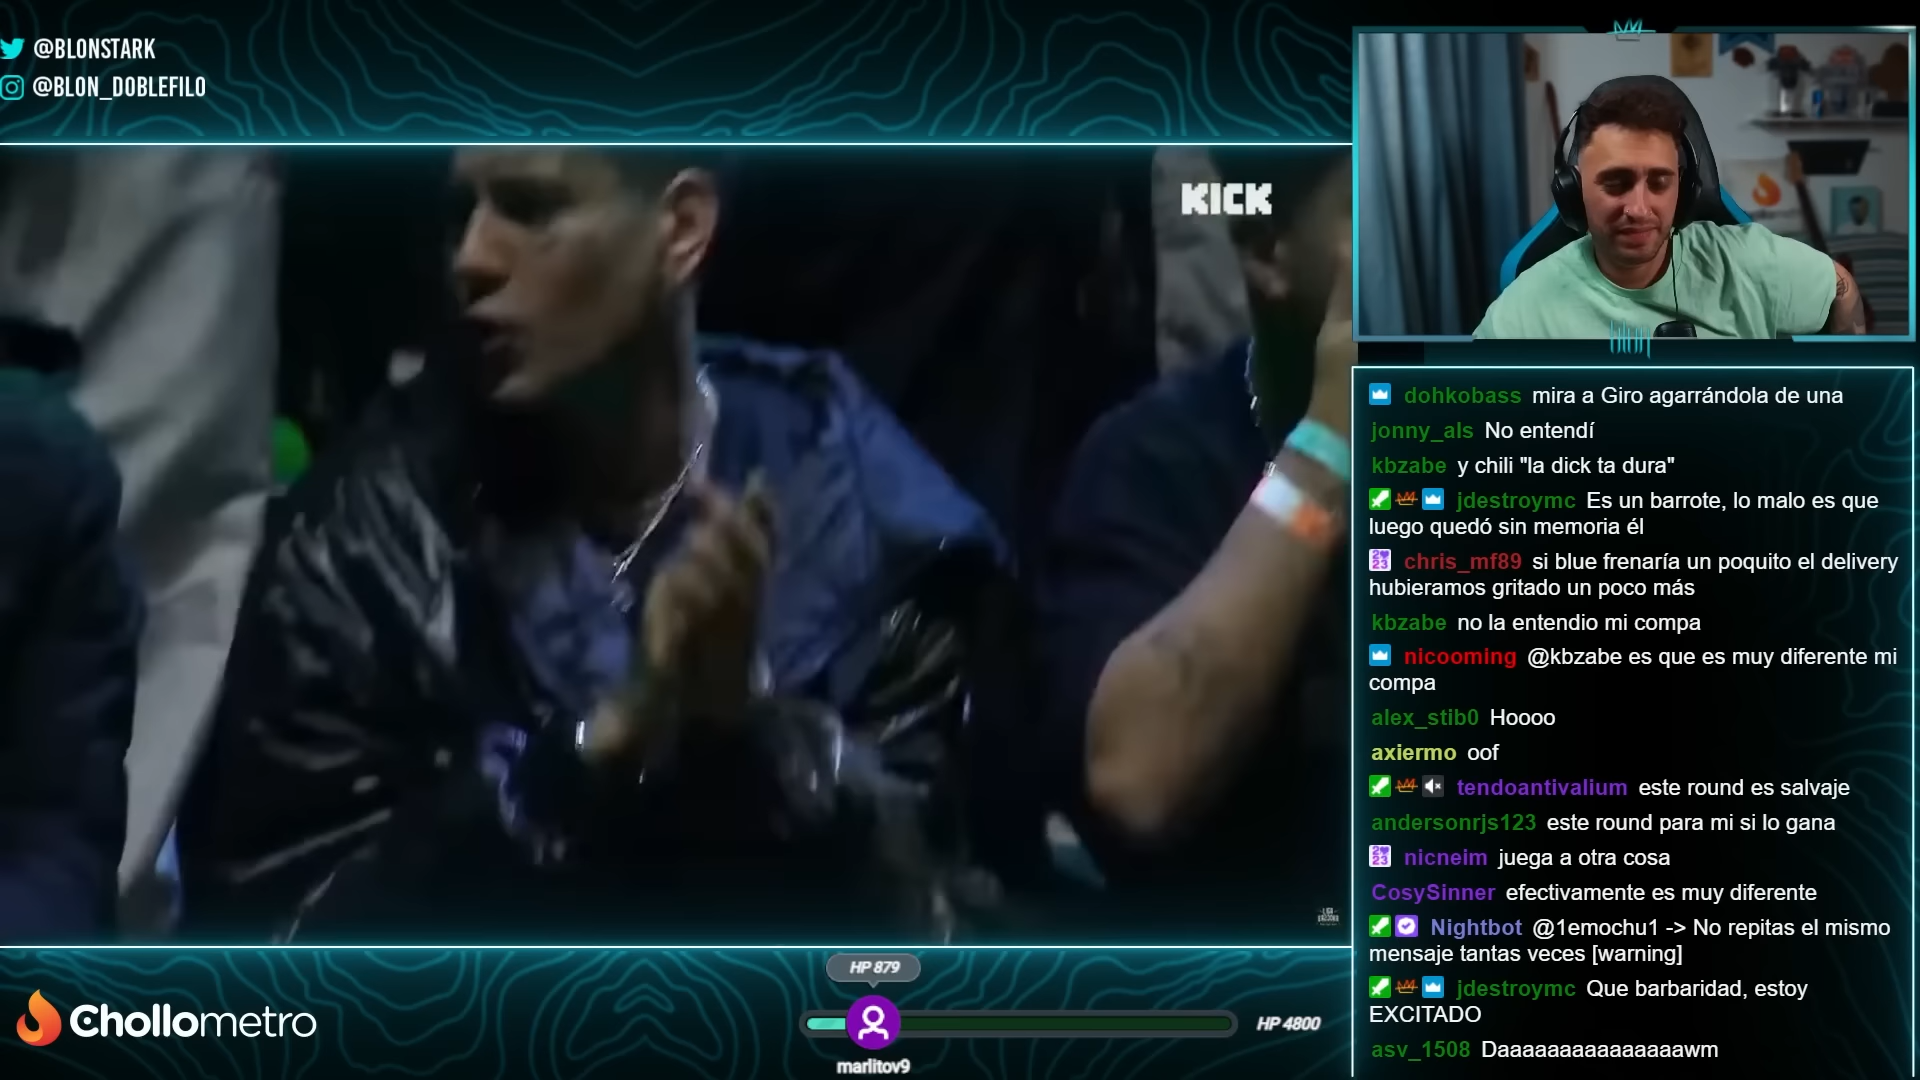 @BLONSTARK
@BLON_DOBLEFILO
KICK
dohkobass mira a Giro agarrándola de una
jonny_als No entendí
kbzabe y chili "la dick ta dura"
jdestroymc Es un barrote, lo malo es que
luego quedó sin memoria él
chris_mf89 si blue frenaría un poquito el delivery
hubieramos gritado un poco más
kbzabe no la entendio mi compa
nicooming @kbzabe es que es muy diferente mi
compa
alex_stib0 Hoooo
axiermo oof
tendoantivalium este round es salvaje
andersonrjs123 este round para mi si lo gana
nicneim juega a otra cosa
CosySinner efectivamente es muy diferente
Nightbot @1emochu1 -> No repitas el mismo
mensaje tantas veces [warning]
jdestroymc Que barbaridad, estoy
EXCITADO
asv_1508 Daaaaaaaaaaaaaaawm
Chollometro
HP 879
HP 4800
marlitov9